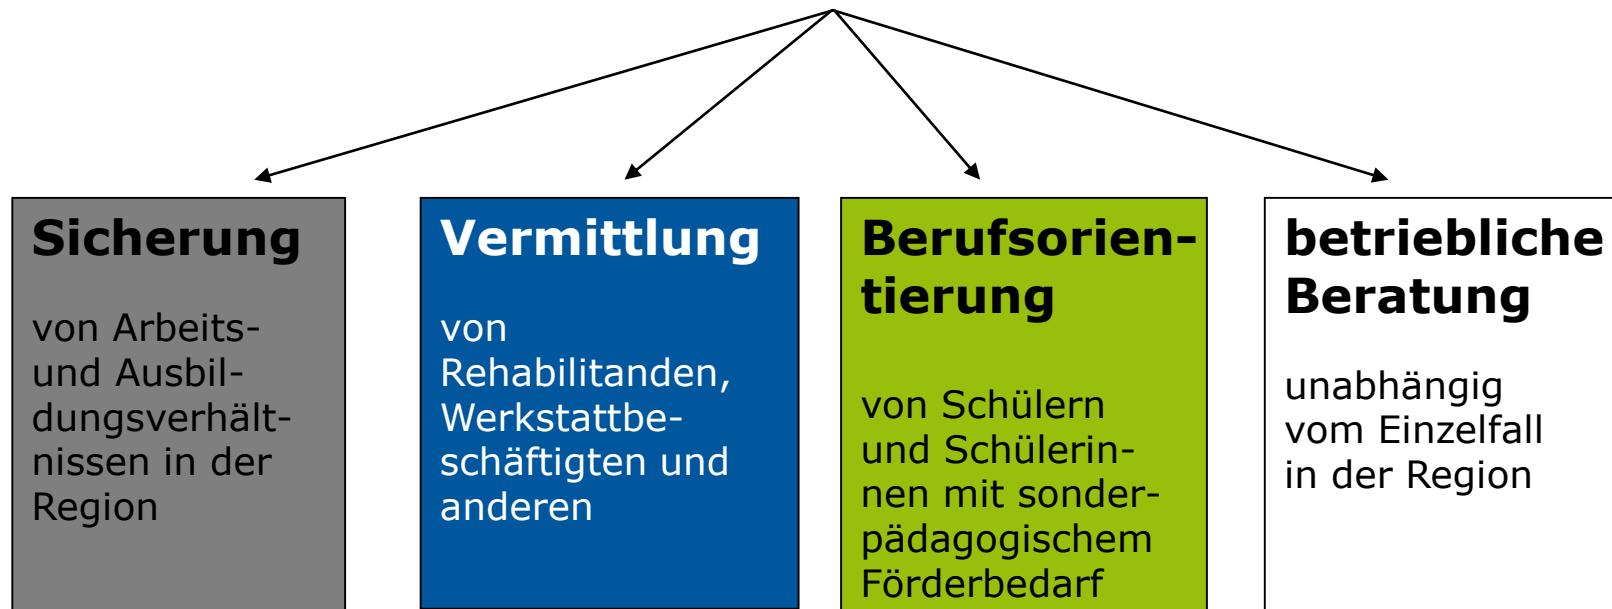 Sicherung
von Arbeits-
und Ausbil-
dungsverhält-
nissen in der
Region
Vermittlung
von
Rehabilitanden,
Werkstattbe-
schäftigten und
anderen
Berufsorien-
tierung
von Schülern
und Schülerin-
nen mit sonder-
pädagogischem
Förderbedarf
betriebliche
Beratung
unabhängig
vom Einzelfall
in der Region